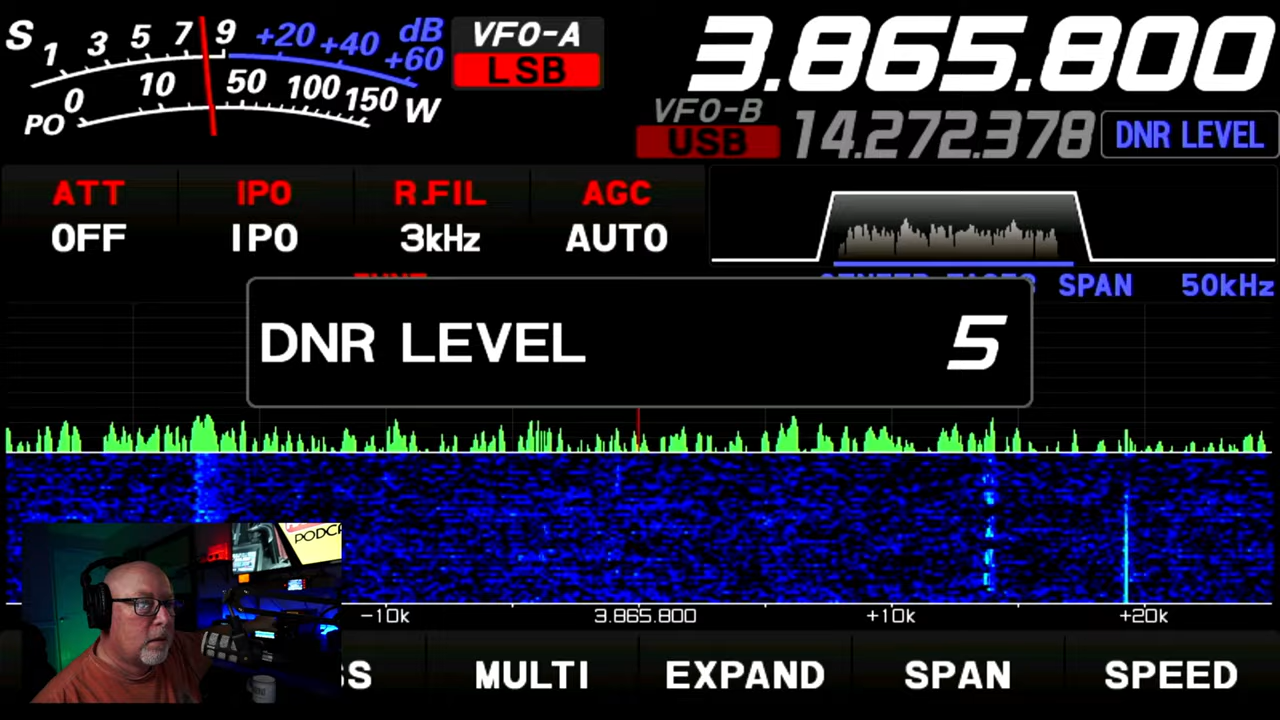 S 1 3 5 7 9 +20 +40 +60 dB
PO 0 10 50 100 150 W
VFO-A
LSB
3.865.800
VFO-B
USB
14.272.378
DNR LEVEL
ATT IPO R.FIL AGC
OFF IPO 3kHz AUTO
SPAN 50kHz
DNR LEVEL 5
PODCA
-10k 3.865.800 +10k +20k
SS MULTI EXPAND SPAN SPEED